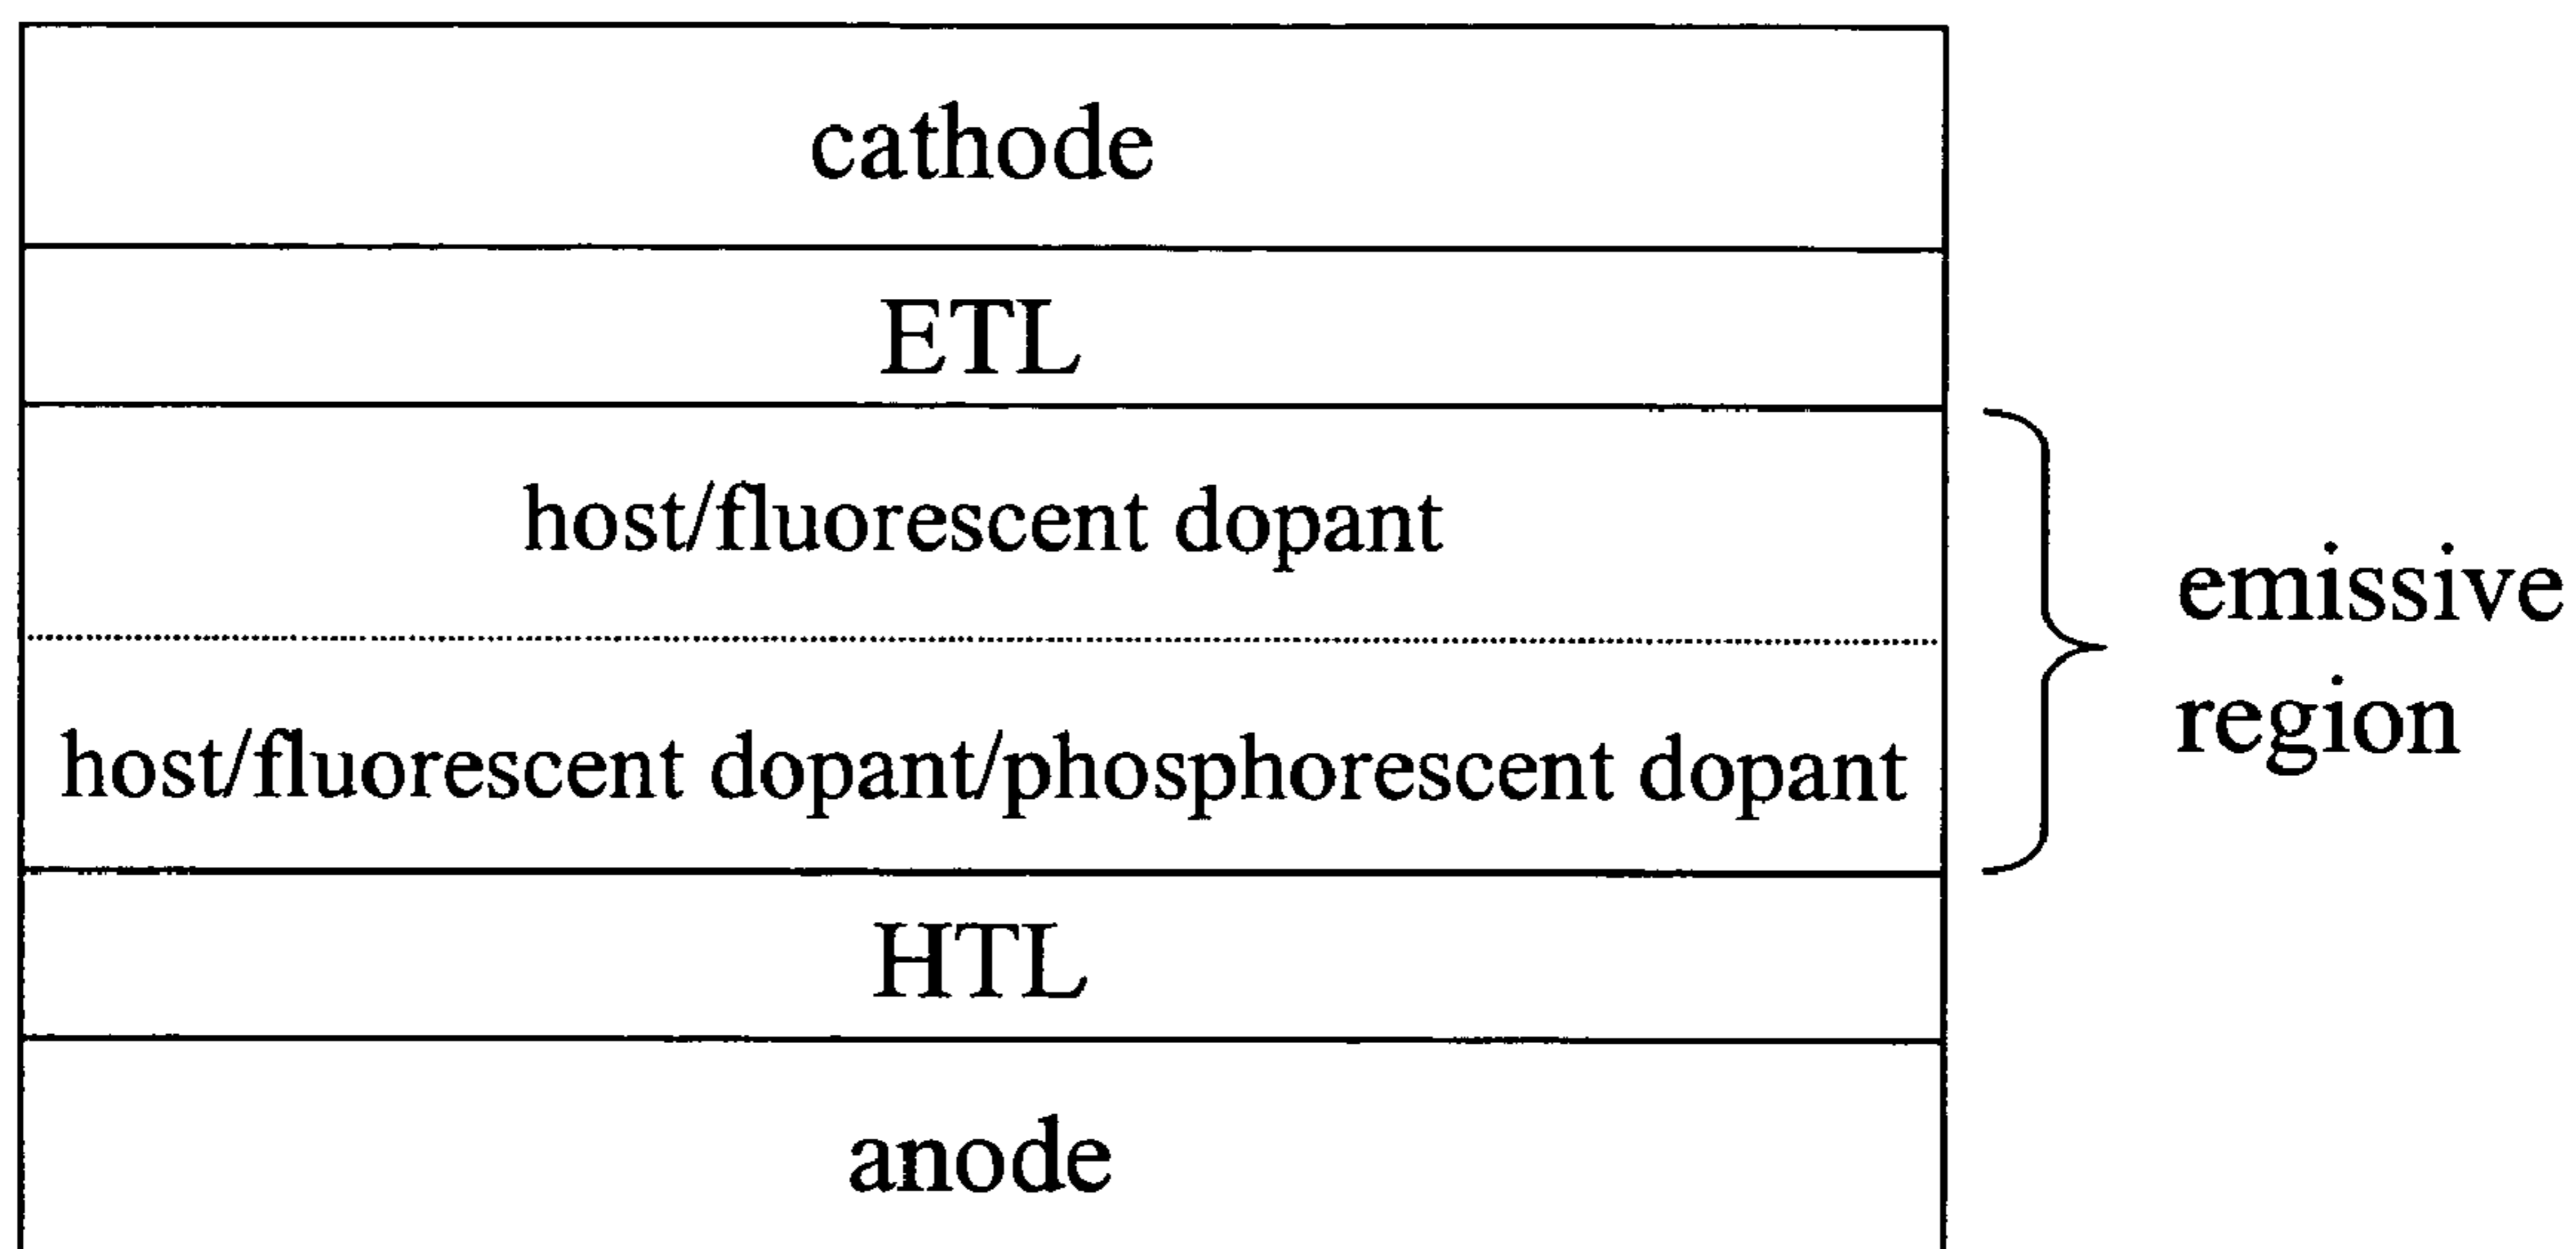 cathode
ETL
host/fluorescent dopant
host/fluorescent dopant/phosphorescent dopant
HTL
anode
emissive
region